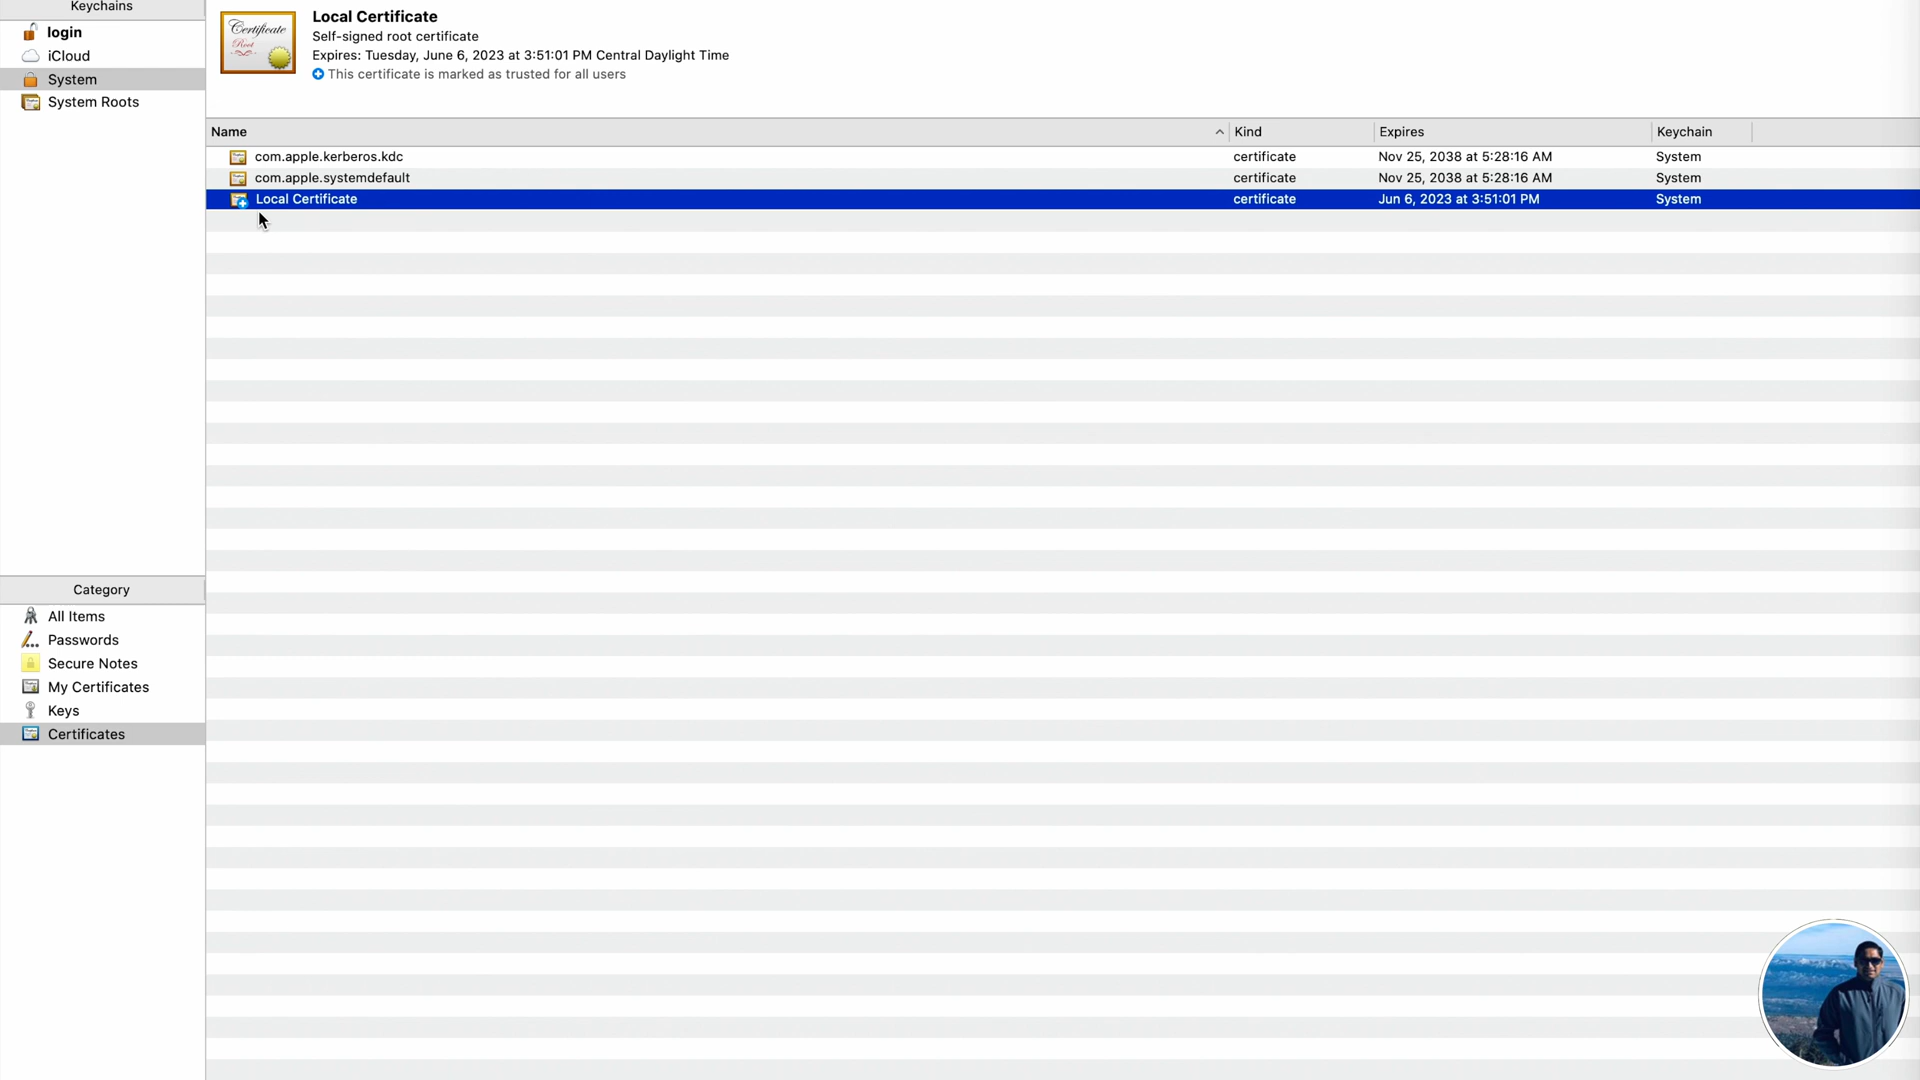 Keychains
login
iCloud
System
System Roots
Certificate
Root
Local Certificate
Self-signed root certificate
Expires: Tuesday, June 6, 2023 at 3:51:01 PM Central Daylight Time
This certificate is marked as trusted for all users
Name Kind Expires Keychain
com.apple.kerberos.kdc certificate Nov 25, 2038 at 5:28:16 AM System
com.apple.systemdefault certificate Nov 25, 2038 at 5:28:16 AM System
Local Certificate certificate Jun 6, 2023 at 3:51:01 PM System
Category
All Items
Passwords
Secure Notes
My Certificates
Keys
Certificates